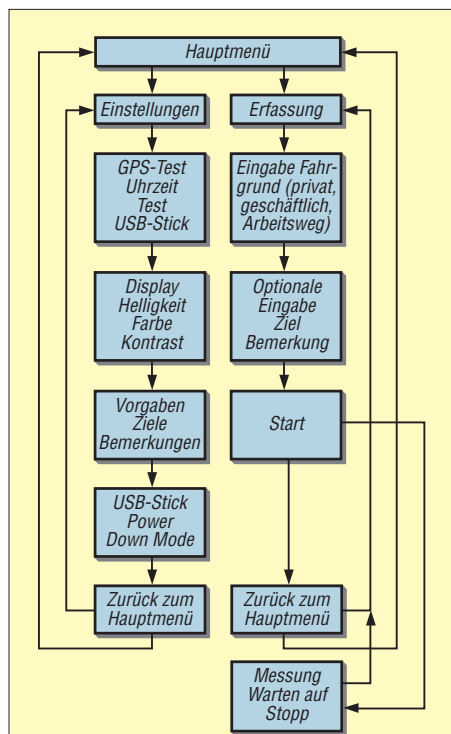 Hauptmenü
Einstellungen
Erfassung
GPS-Test
Uhrzeit
Test
USB-Stick
Eingabe Fahr-
grund (privat,
geschäftlich,
Arbeitsweg)
Display
Helligkeit
Farbe
Kontrast
Optionale
Eingabe
Ziel
Bemerkung
Vorgaben
Ziele
Bemerkungen
Start
USB-Stick
Power
Down Mode
Zurück zum
Hauptmenü
Zurück zum
Hauptmenü
Messung
Warten auf
Stopp